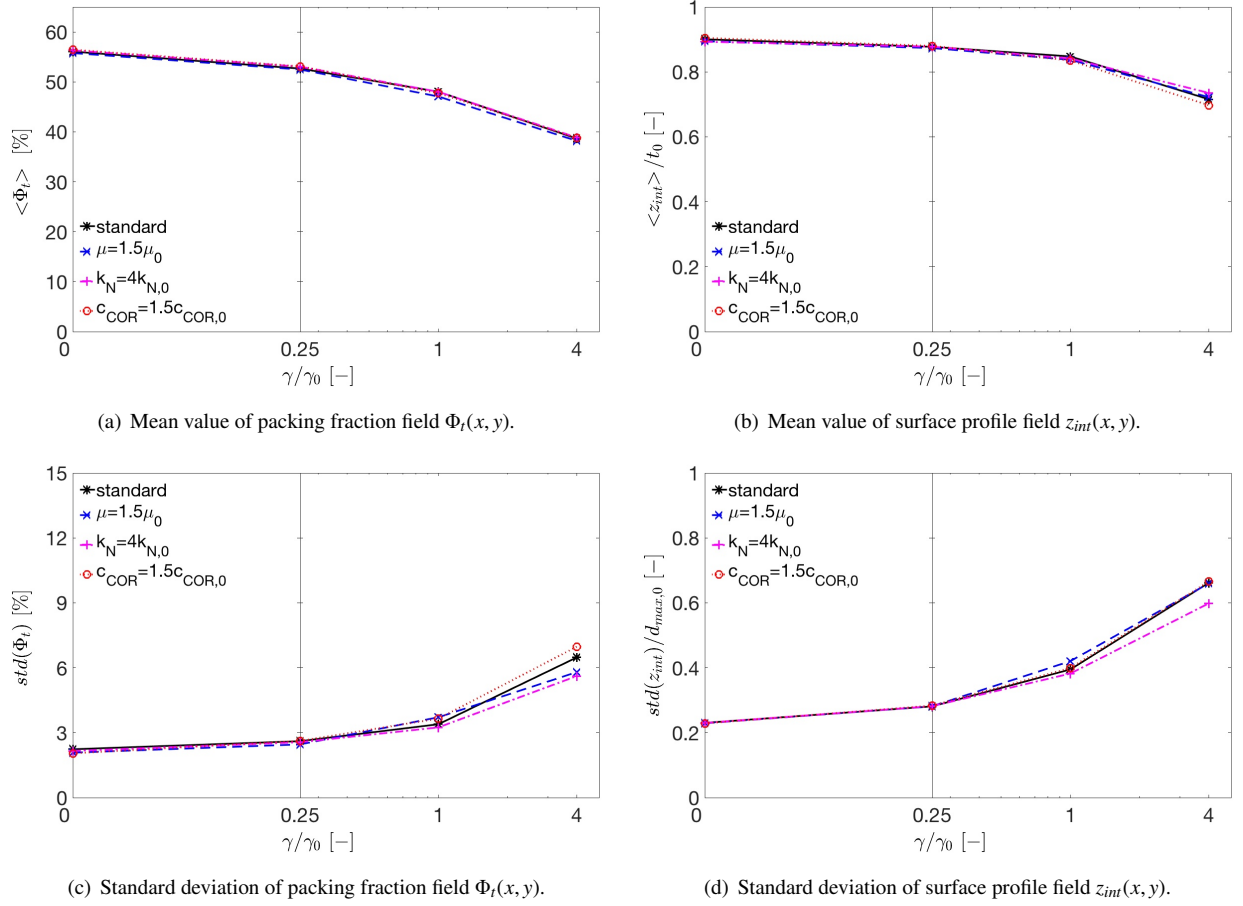 60
50
40
30
20
10
0
<Φ_t> [%]
standard
μ=1.5μ_0
k_N=4k_N,0
c_COR=1.5c_COR,0
0 0.25 1 4
γ/γ_0 [−]
(a) Mean value of packing fraction field Φ_t(x, y).
1
0.8
0.6
0.4
0.2
0
<z_int>/t_0 [−]
standard
μ=1.5μ_0
k_N=4k_N,0
c_COR=1.5c_COR,0
0 0.25 1 4
γ/γ_0 [−]
(b) Mean value of surface profile field z_int(x, y).
15
12
9
6
3
0
std(Φ_t) [%]
standard
μ=1.5μ_0
k_N=4k_N,0
c_COR=1.5c_COR,0
0 0.25 1 4
γ/γ_0 [−]
(c) Standard deviation of packing fraction field Φ_t(x, y).
1
0.8
0.6
0.4
0.2
0
std(z_int)/d_max,0 [−]
standard
μ=1.5μ_0
k_N=4k_N,0
c_COR=1.5c_COR,0
0 0.25 1 4
γ/γ_0 [−]
(d) Standard deviation of surface profile field z_int(x, y).